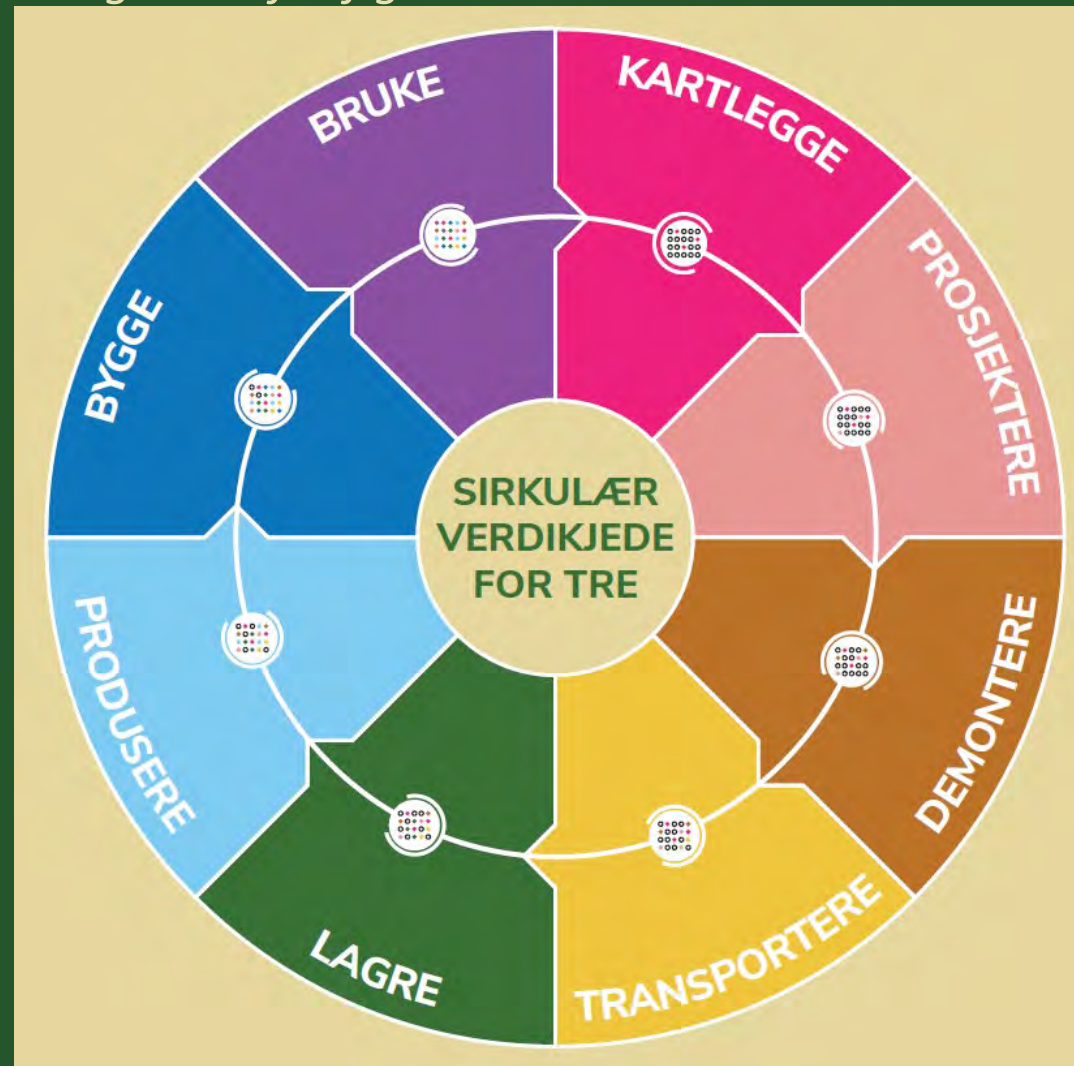 KARTLEGGE
PROSJEKTERE
DEMONTERE
TRANSPORTERE
LAGRE
PRODUSERE
BYGGE
BRUKE
SIRKULÆR
VERDIKJEDE
FOR TRE